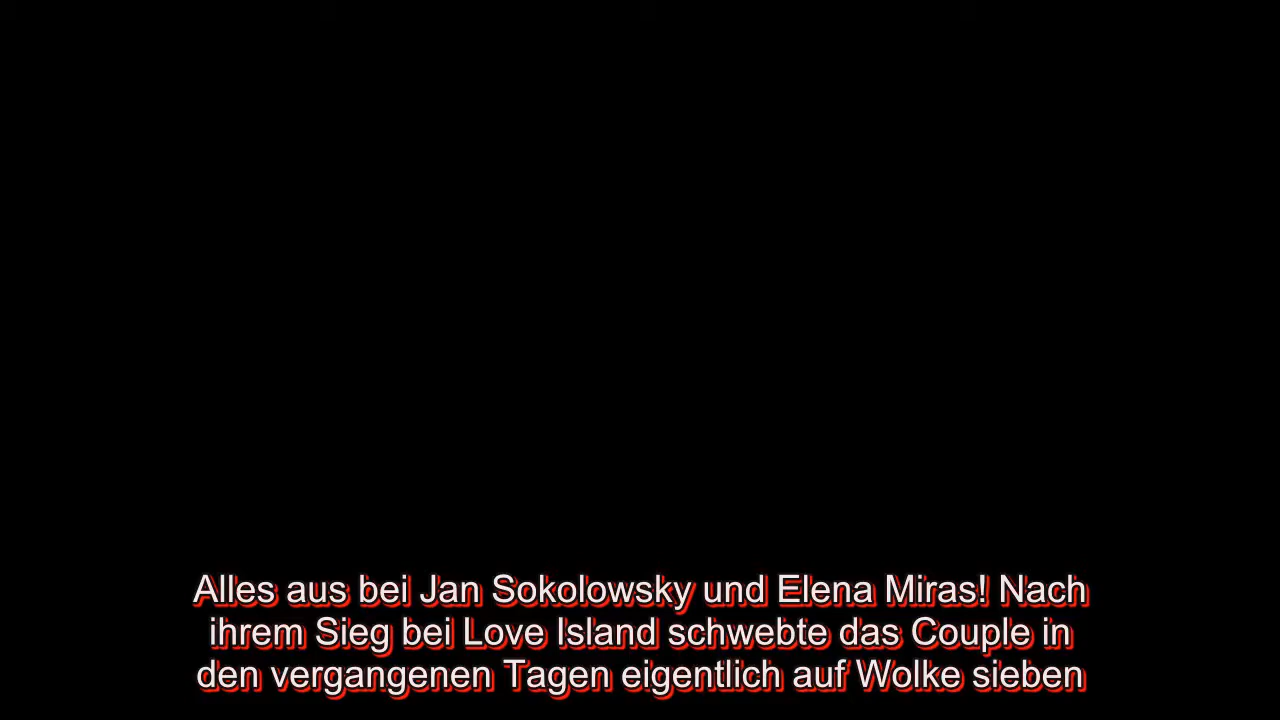 Alles aus bei Jan Sokolowsky und Elena Miras! Nach
ihrem Sieg bei Love Island schwebte das Couple in
den vergangenen Tagen eigentlich auf Wolke sieben